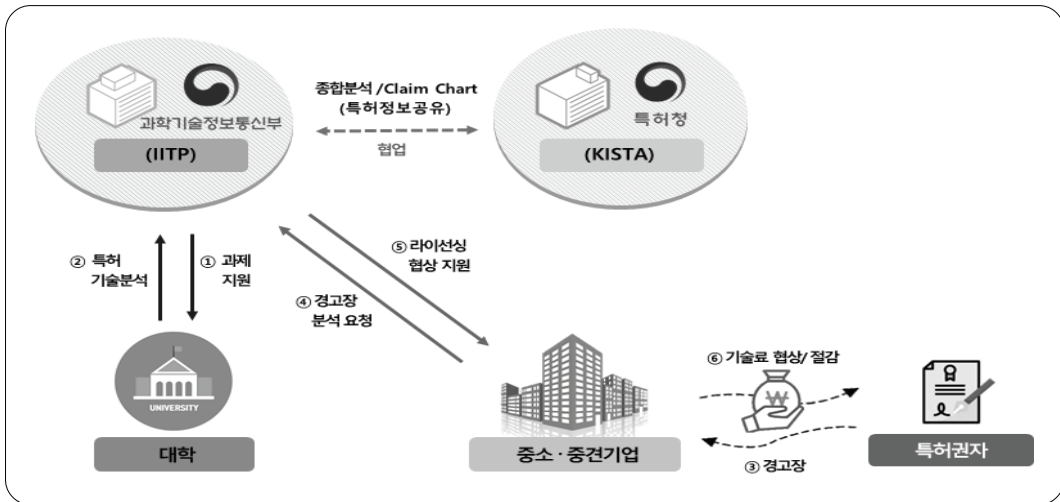 과학기술정보통신부
(IITP)
종합분석 /Claim Chart
(특허정보공유)
협업
특허청
(KISTA)
② 특허
기술분석
① 과제
지원
⑤ 라이선싱
협상 지원
④ 경고장
분석 요청
UNIVERSITY
대학
중소 · 중견기업
⑥ 기술료 협상/ 절감
₩
③ 경고장
특허권자